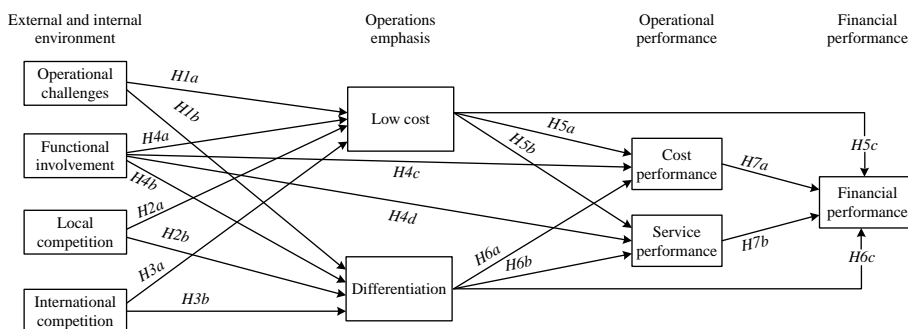 External and internal
environment
Operations
emphasis
Operational
performance
Financial
performance
Operational
challenges
Functional
involvement
Local
competition
International
competition
H1a
H1b
H4a
H4b
H2a
H2b
H3a
H3b
H4c
H4d
Low cost
Differentiation
H5a
H5b
H6a
H6b
Cost
performance
Service
performance
H7a
H7b
H5c
Financial
performance
H6c